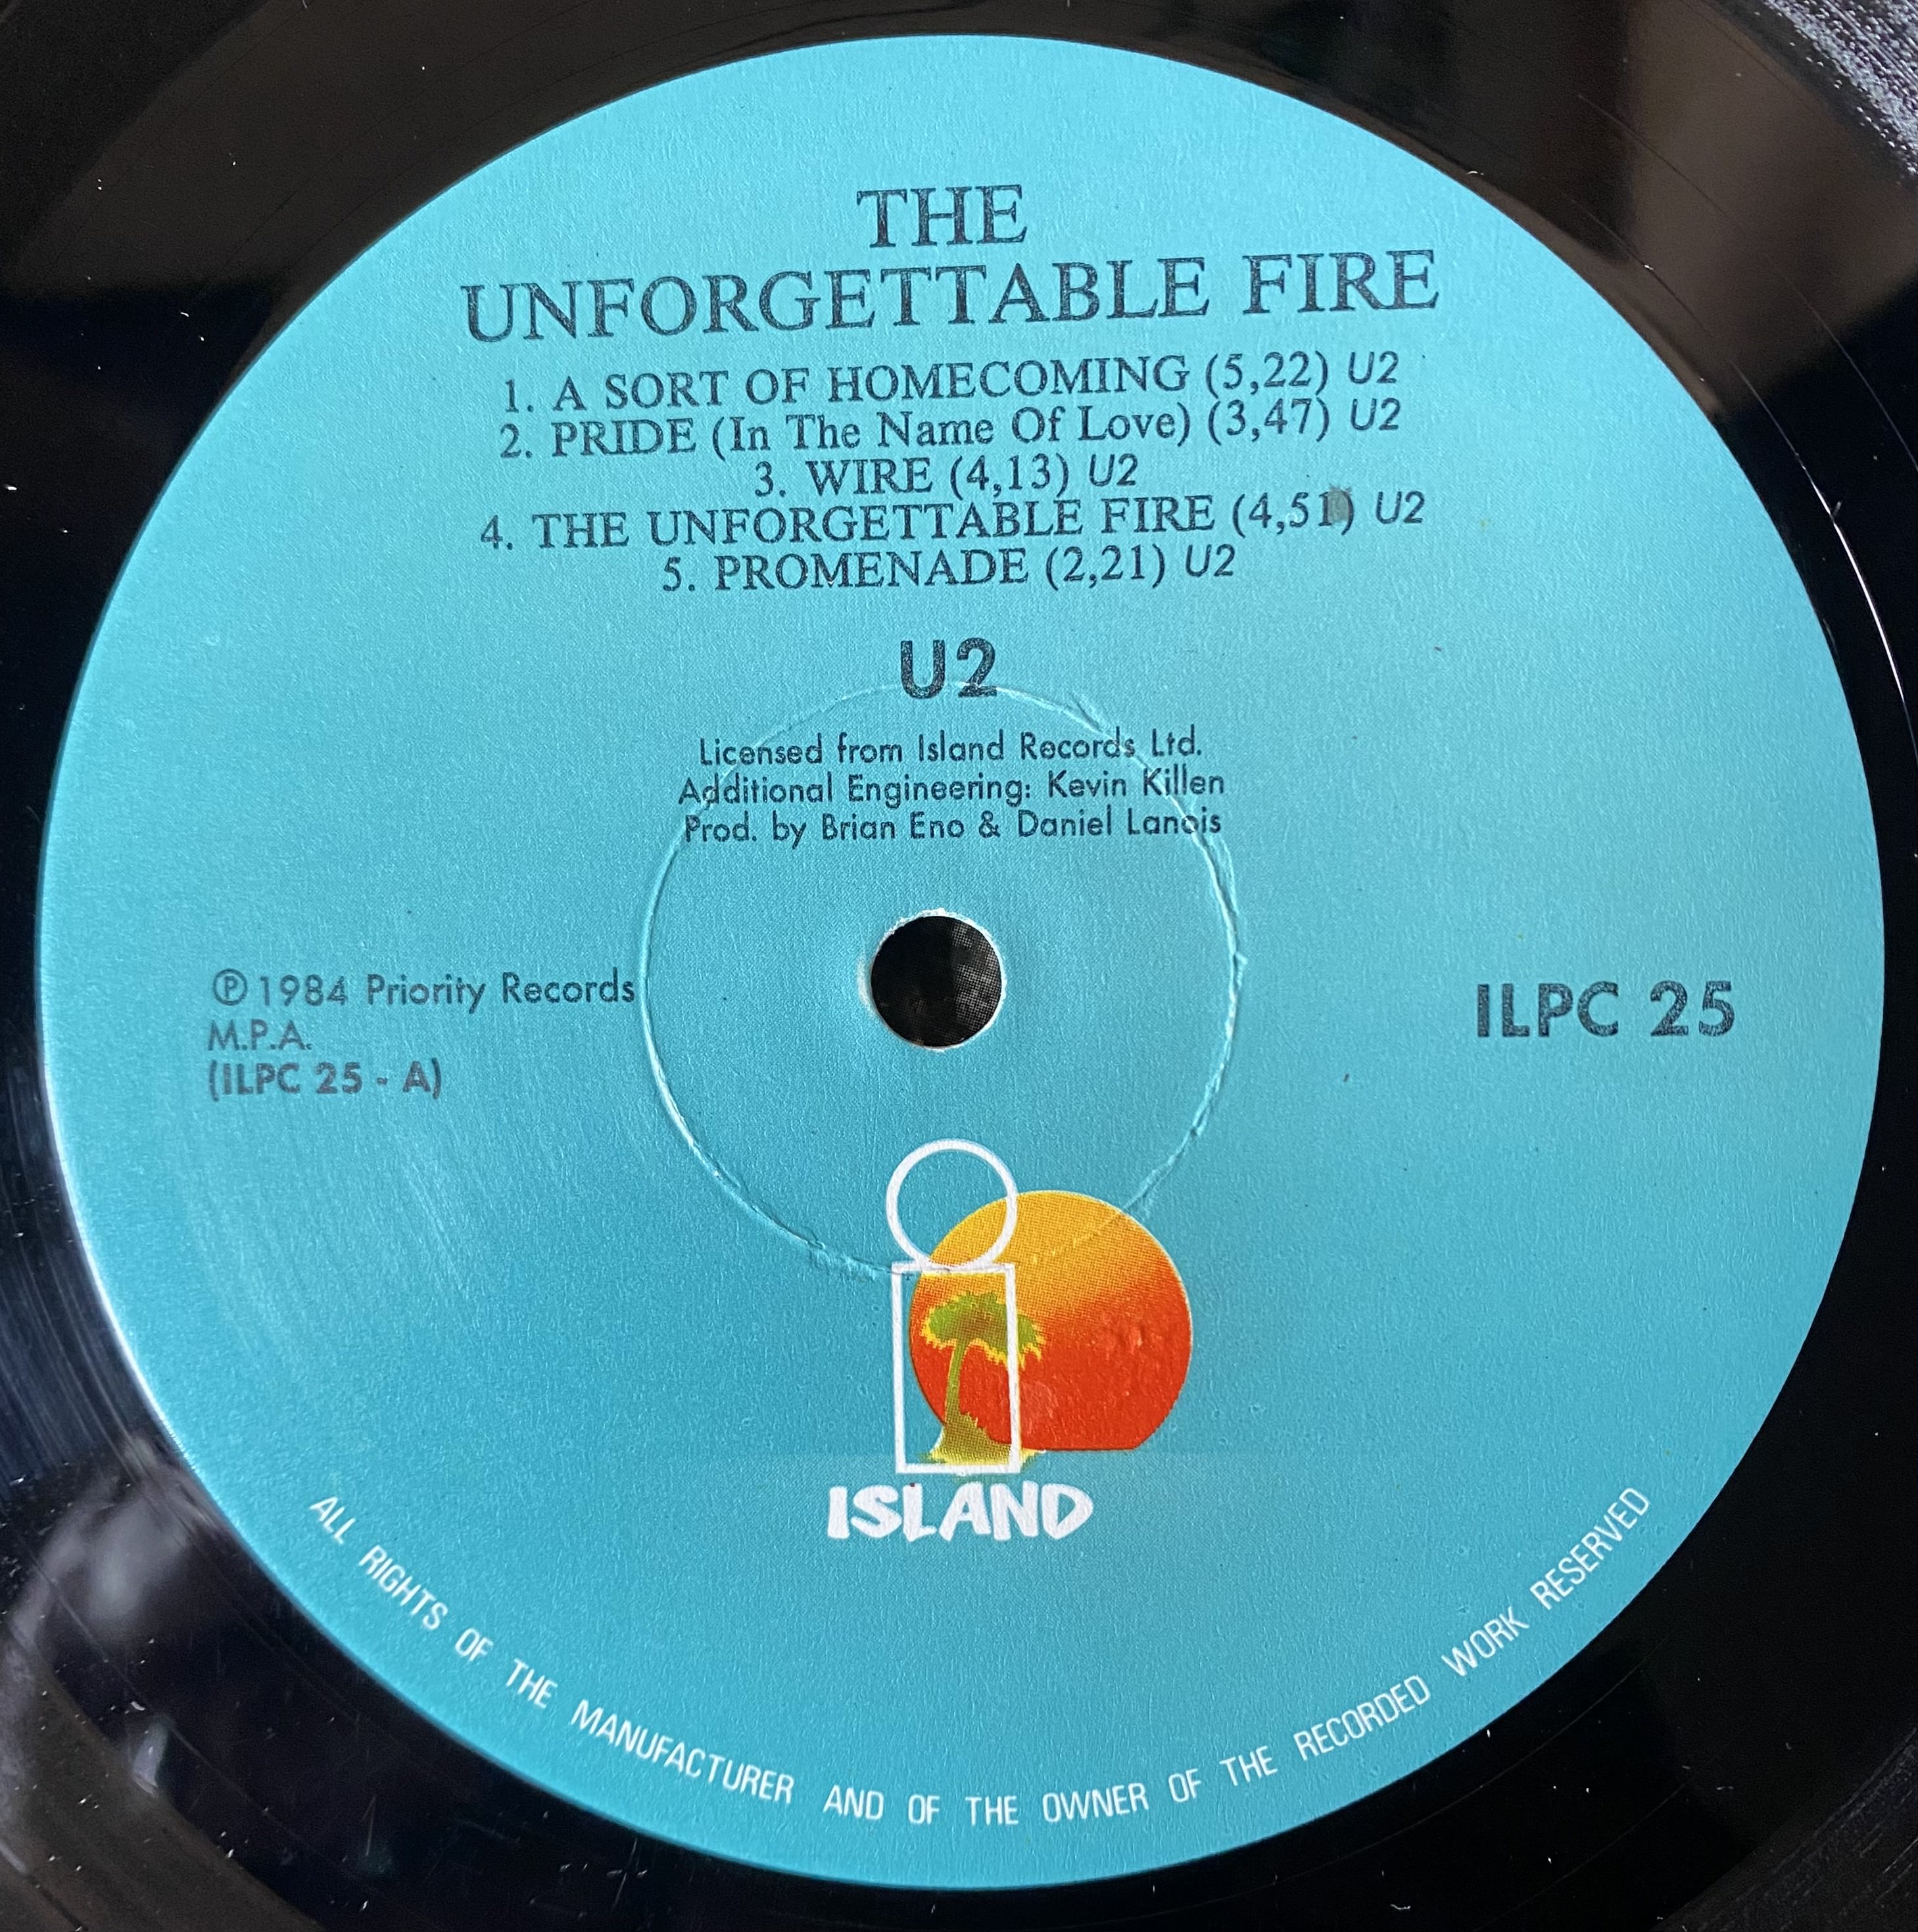 THE
UNFORGETTABLE FIRE
1. A SORT OF HOMECOMING (5,22) U2
2. PRIDE (In The Name Of Love) (3,47) U2
3. WIRE (4,13) U2
4. THE UNFORGETTABLE FIRE (4,51) U2
5. PROMENADE (2,21) U2
U2
Licensed from Island Records Ltd.
Additional Engineering: Kevin Killen
Prod. by Brian Eno & Daniel Lanois
℗ 1984 Priority Records
M.P.A.
(ILPC 25 - A)
ILPC 25
ISLAND
ALL RIGHTS OF THE MANUFACTURER AND OF THE OWNER OF THE RECORDED WORK RESERVED